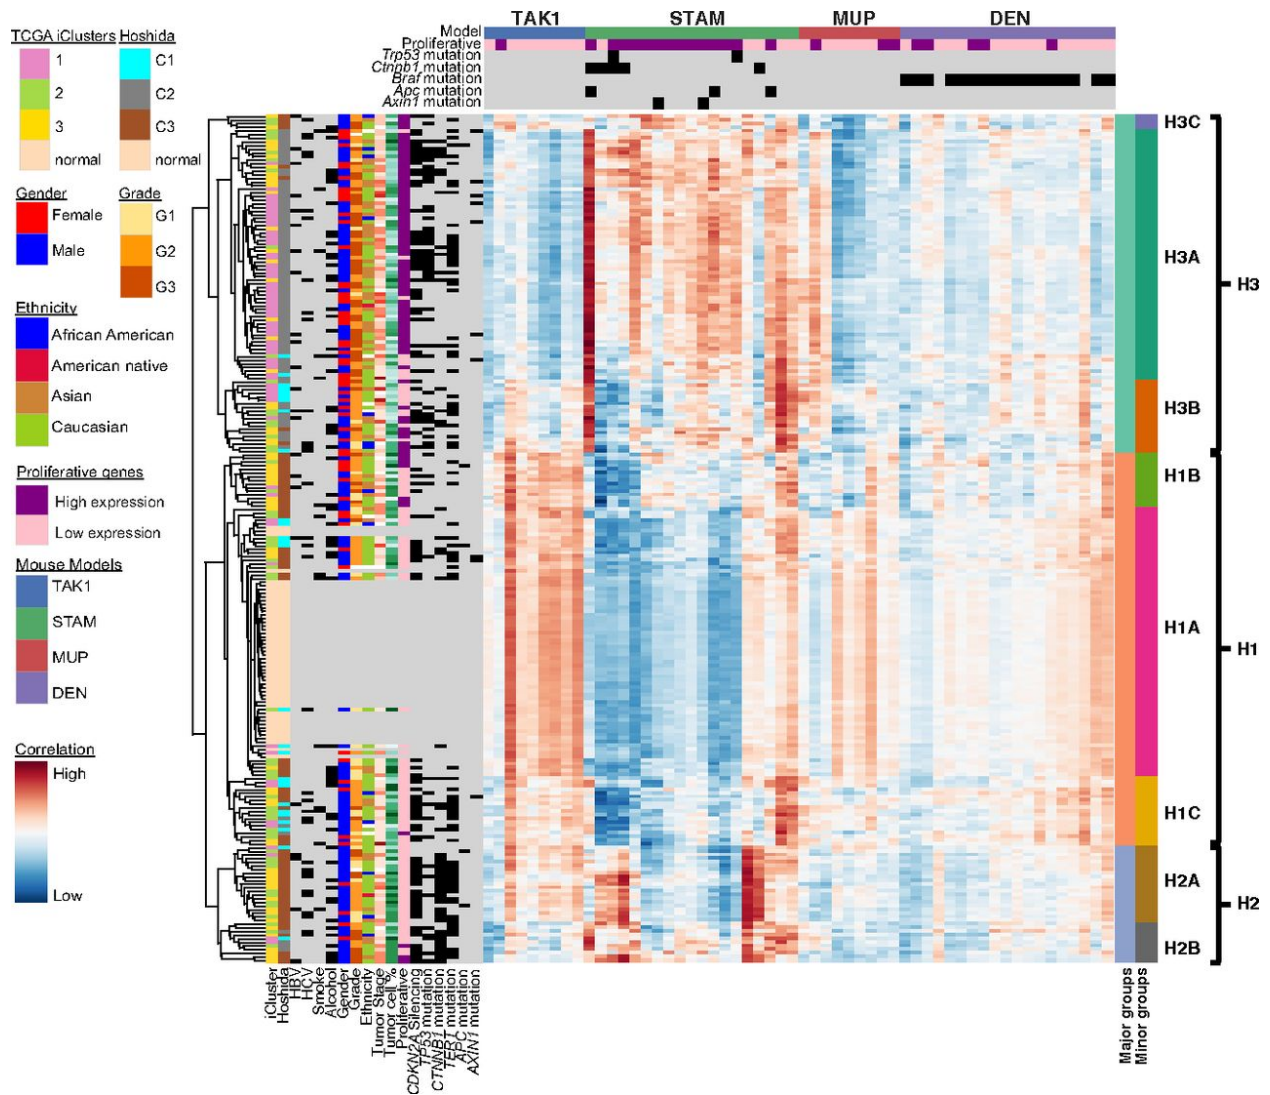 TAK1 STAM MUP DEN
Model
Proliferative
Trp53 mutation
Ctnnb1 mutation
Braf mutation
Apc mutation
Axin1 mutation
TCGA iClusters
1
2
3
normal
Hoshida
C1
C2
C3
normal
Gender
Female
Male
Grade
G1
G2
G3
Ethnicity
African American
American native
Asian
Caucasian
Proliferative genes
High expression
Low expression
Mouse Models
TAK1
STAM
MUP
DEN
Correlation
High
Low
H3C
H3A
H3B
H1B
H1A
H1C
H2A
H2B
H3
H1
H2
iCluster
Hoshida
HBV
HCV
Smoke
Alcohol
Gender
Grade
Ethnicity
Tumor Stage
Tumor cell %
Proliferative
CDKN2A Silencing
TP53 mutation
CTNNB1 mutation
TERT mutation
APC mutation
AXIN1 mutation
Major groups
Minor groups